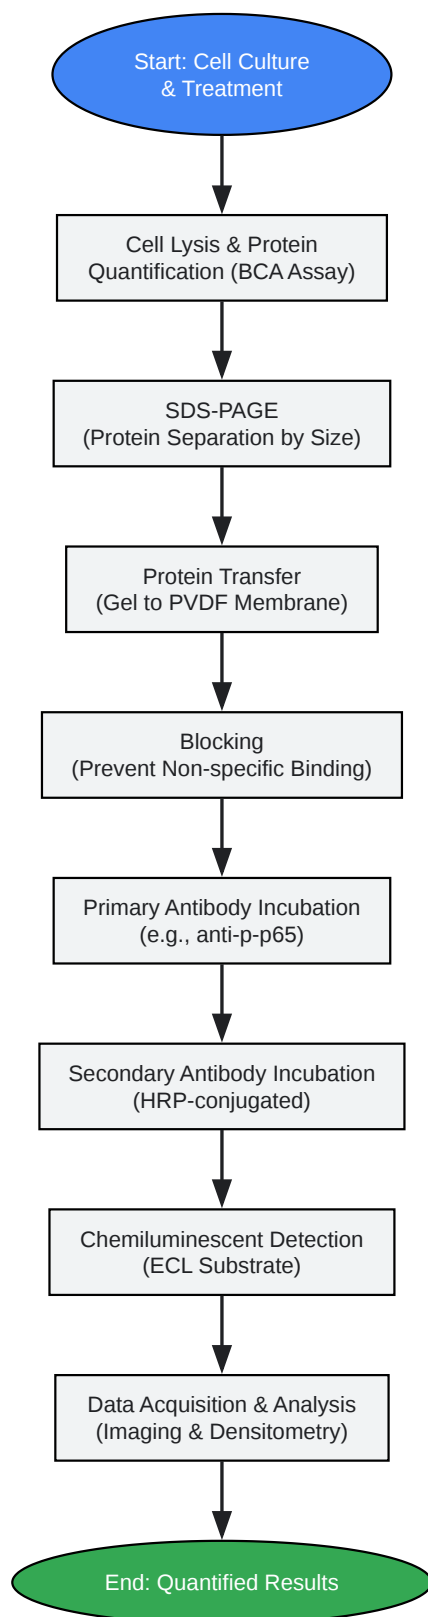 Start: Cell Culture
& Treatment
Cell Lysis & Protein
Quantification (BCA Assay)
SDS-PAGE
(Protein Separation by Size)
Protein Transfer
(Gel to PVDF Membrane)
Blocking
(Prevent Non-specific Binding)
Primary Antibody Incubation
(e.g., anti-p-p65)
Secondary Antibody Incubation
(HRP-conjugated)
Chemiluminescent Detection
(ECL Substrate)
Data Acquisition & Analysis
(Imaging & Densitometry)
End: Quantified Results